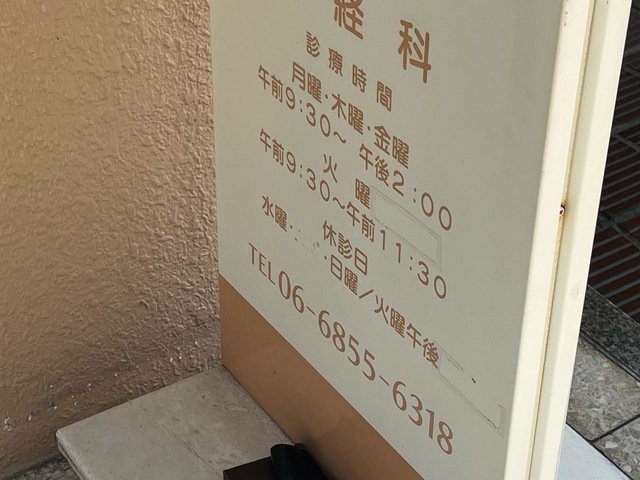 経科
診療時間
月曜・木曜・金曜
午前9:30～午後2:00
火曜
午前9:30～午前11:30
休診日
水曜・ ・日曜／火曜午後
TEL06-6855-6318